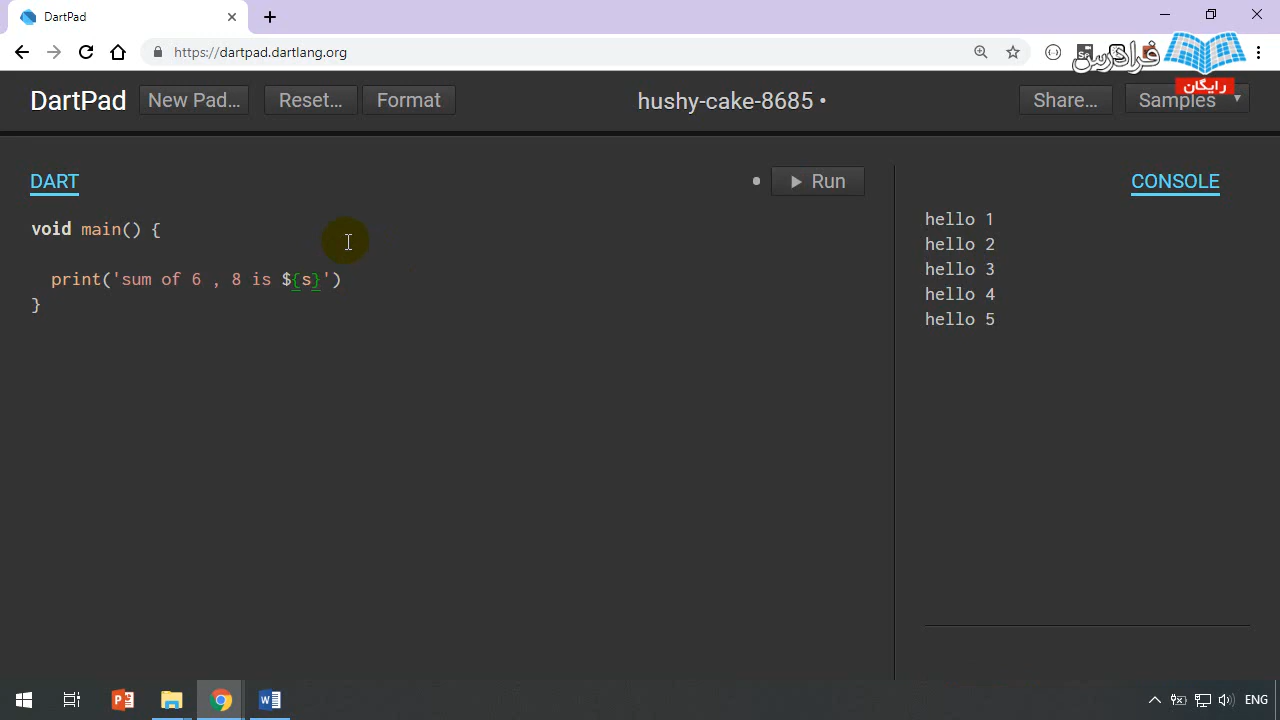 DartPad
https://dartpad.dartlang.org
فرادرس
رایگان
DartPad
New Pad...
Reset...
Format
hushy-cake-8685 •
Share...
Samples
DART
Run
CONSOLE
void main() {
print('sum of 6 , 8 is ${s}')
}
hello 1
hello 2
hello 3
hello 4
hello 5
ENG